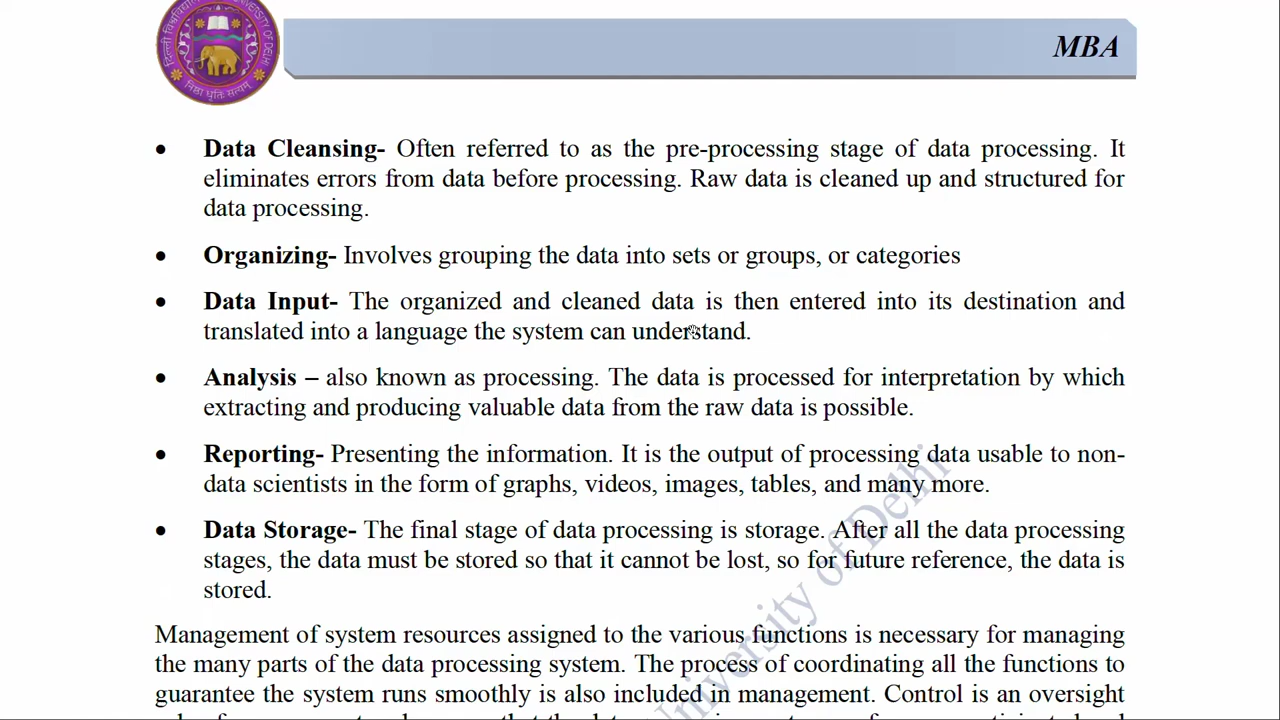 MBA
दिल्ली विश्वविद्यालय UNIVERSITY OF DELHI
निष्ठा धृतिः सत्यम्
• Data Cleansing- Often referred to as the pre-processing stage of data processing. It
eliminates errors from data before processing. Raw data is cleaned up and structured for
data processing.
• Organizing- Involves grouping the data into sets or groups, or categories
• Data Input- The organized and cleaned data is then entered into its destination and
translated into a language the system can understand.
• Analysis – also known as processing. The data is processed for interpretation by which
extracting and producing valuable data from the raw data is possible.
• Reporting- Presenting the information. It is the output of processing data usable to non-
data scientists in the form of graphs, videos, images, tables, and many more.
• Data Storage- The final stage of data processing is storage. After all the data processing
stages, the data must be stored so that it cannot be lost, so for future reference, the data is
stored.
Management of system resources assigned to the various functions is necessary for managing
the many parts of the data processing system. The process of coordinating all the functions to
guarantee the system runs smoothly is also included in management. Control is an oversight
University of Delhi